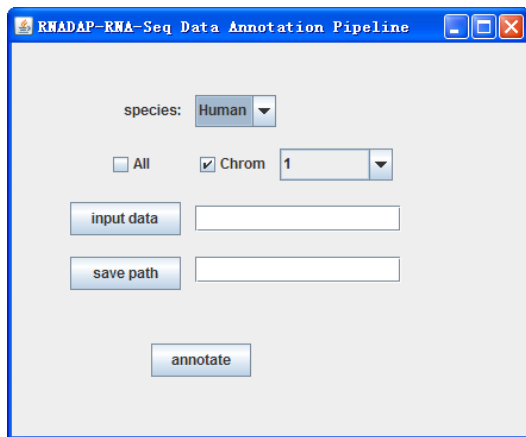 RNADAP-RNA-Seq Data Annotation Pipeline
species: Human
All Chrom 1
input data
save path
annotate